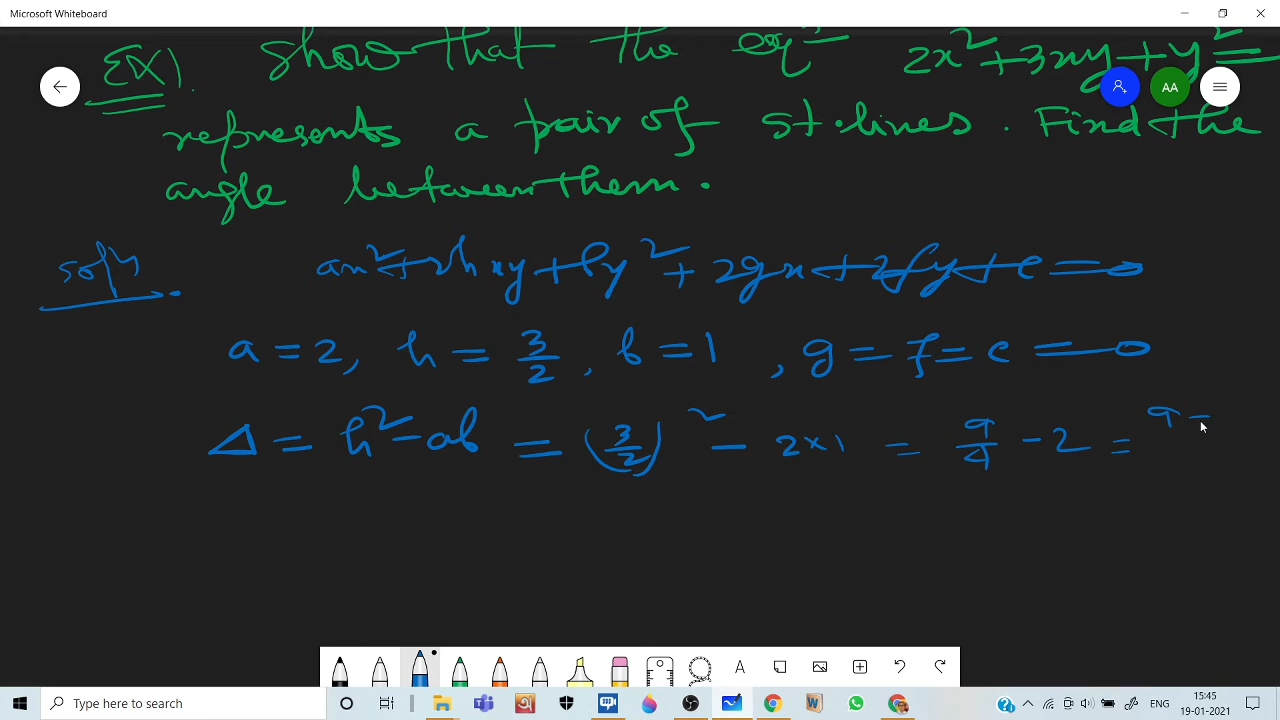 Microsoft Whiteboard
EX1. Show that the eqⁿ 2x²+3xy+y²=
represents a pair of st. lines. Find the
angle between them.
AA
solⁿ. ax²+2hxy+by²+2gx+2fy+c=0
a=2, h=3/2, b=1, g=f=c=0
Δ=h²-ab=(3/2)²-2×1=9/4-2=9-
A
Type here to search
15:45
19-01-2021